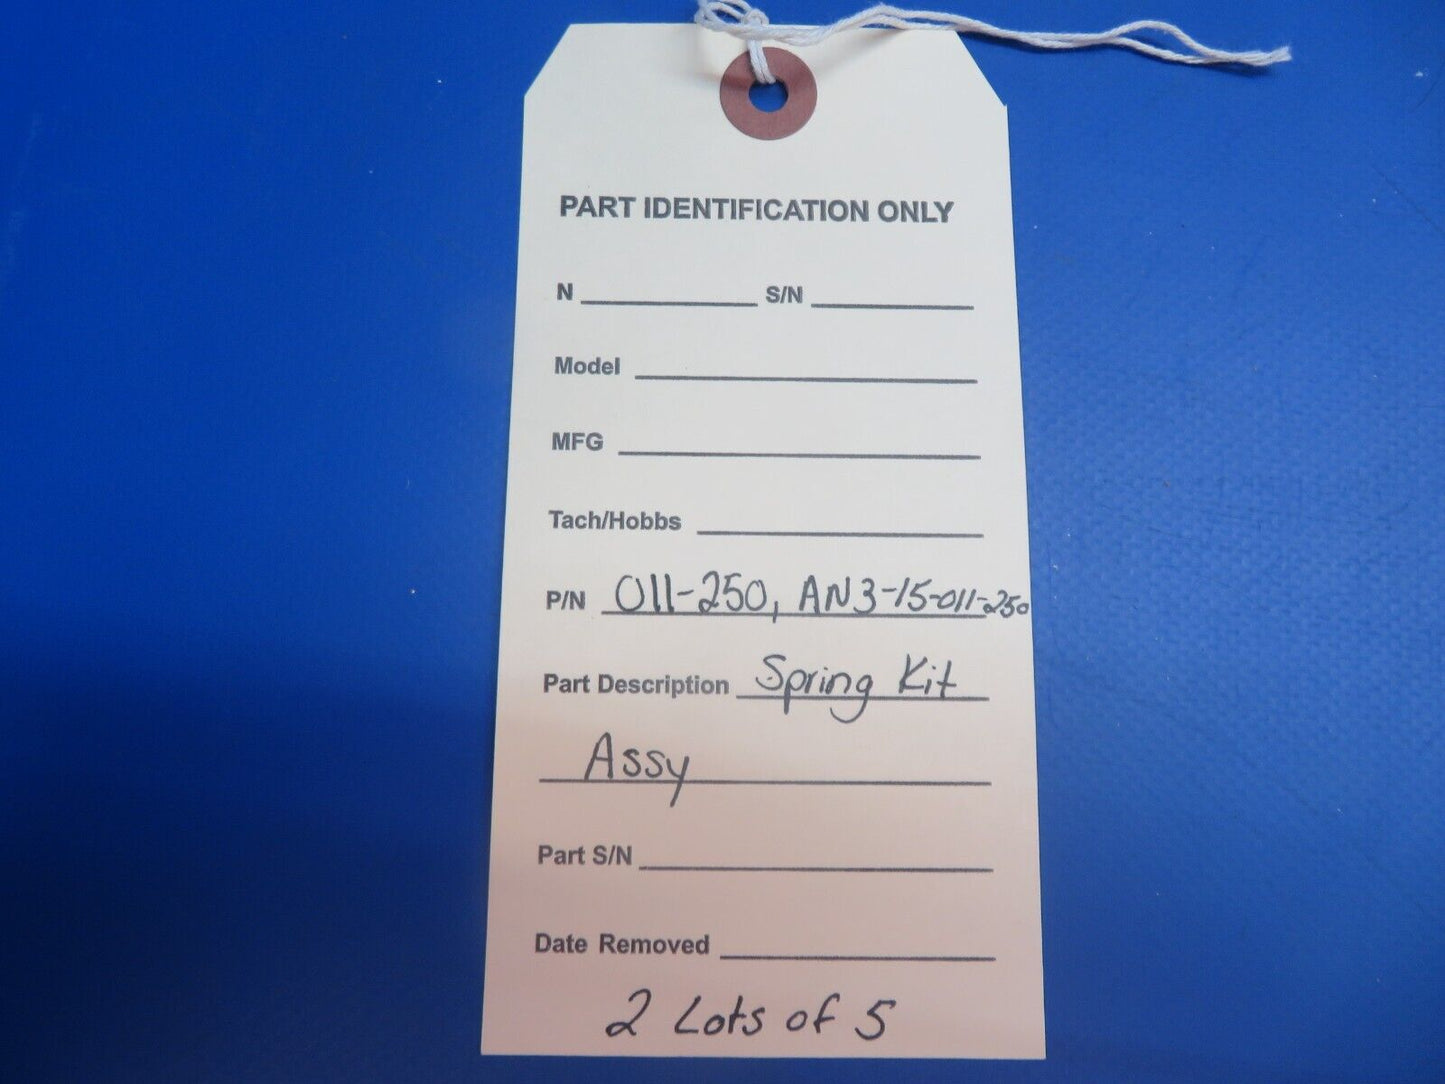 PART IDENTIFICATION ONLY
N S/N
Model
MFG
Tach/Hobbs
P/N 011-250, AN3-15-011-250
Part Description Spring Kit
Assy
Part S/N
Date Removed
2 Lots of 5